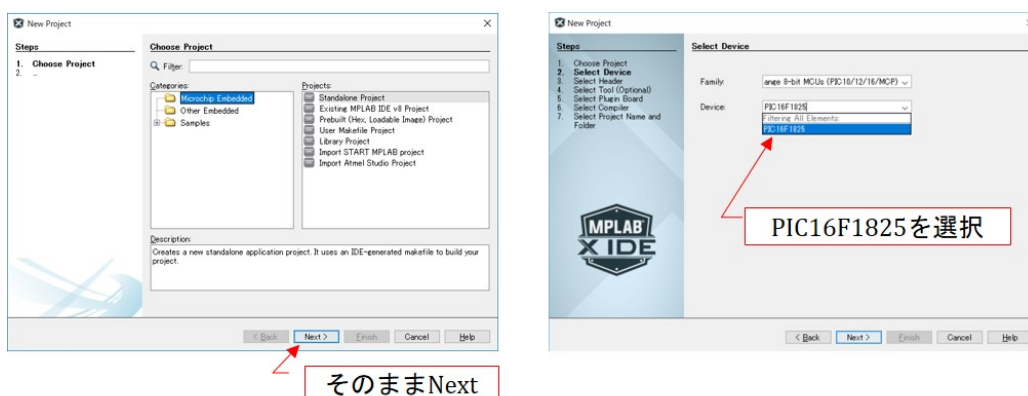 New Project
Steps
1. Choose Project
2. ...
Choose Project
Filter:
Categories:
Microchip Embedded
Other Embedded
Samples
Projects:
Standalone Project
Existing MPLAB IDE v8 Project
Prebuilt (Hex, Loadable Image) Project
User Makefile Project
Library Project
Import START MPLAB project
Import Atmel Studio Project
Description:
Creates a new standalone application project. It uses an IDE-generated makefile to build your
project.
< Back
Next >
Finish
Cancel
Help
そのままNext
New Project
Steps
1. Choose Project
2. Select Device
3. Select Header
4. Select Tool (Optional)
5. Select Plugin Board
6. Select Compiler
7. Select Project Name and
Folder
MPLAB
X IDE
Select Device
Family:
ange 8-bit MCUs (PIC10/12/16/MCP)
Device:
PIC16F1825
Filtering All Elements
PIC16F1825
PIC16F1825を選択
< Back
Next >
Finish
Cancel
Help